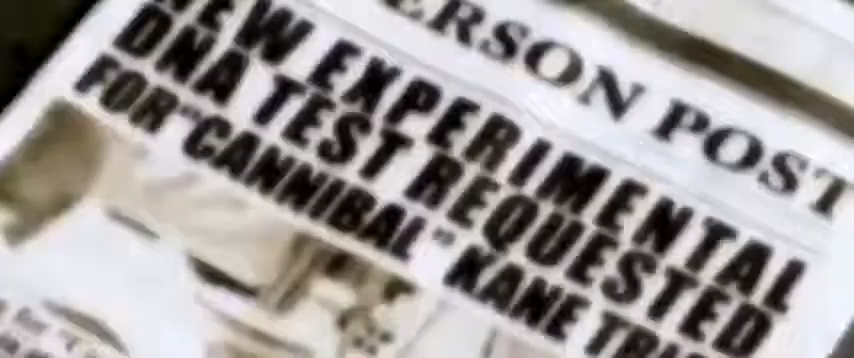 ERSON POST
NEW EXPERIMENTAL
DNA TEST REQUESTED
FOR "CANNIBAL" KANE